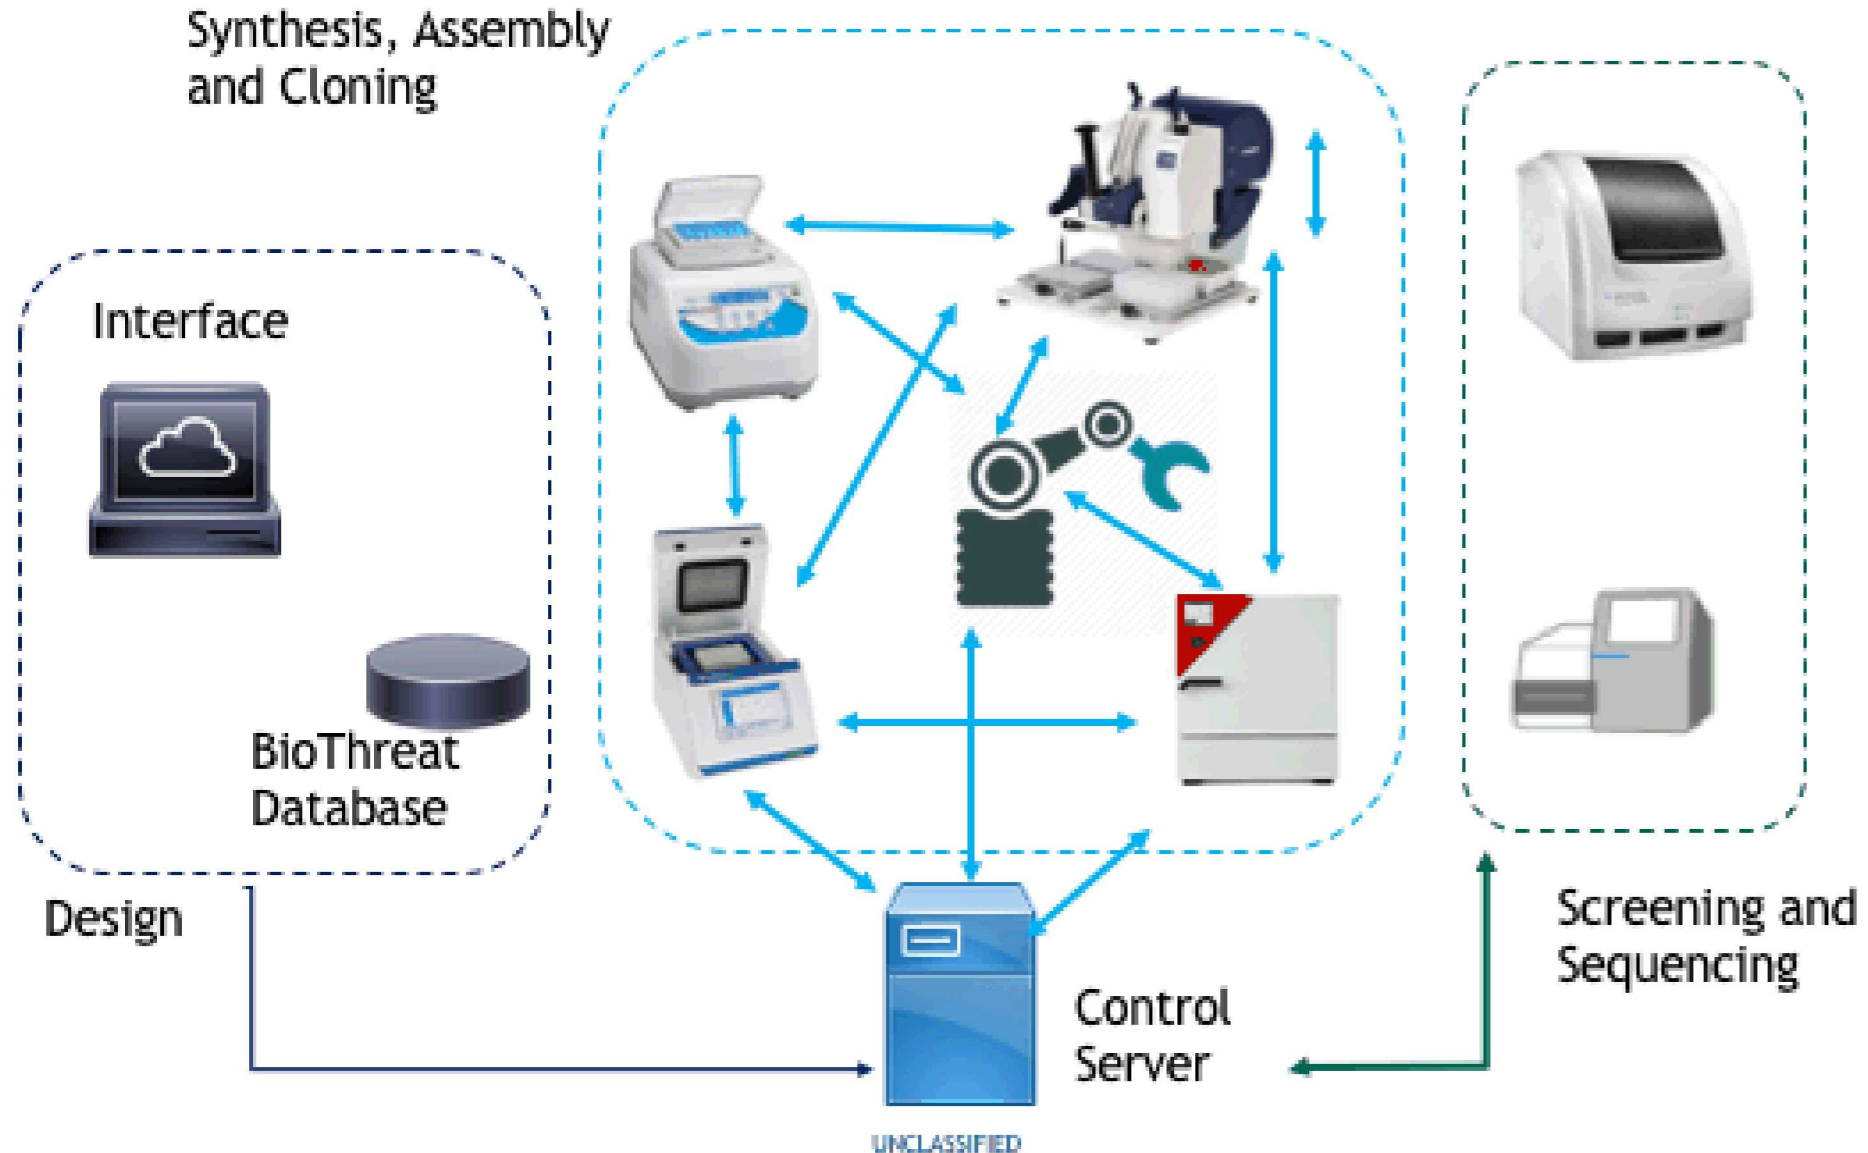 Synthesis, Assembly
and Cloning
Interface
BioThreat
Database
Design
Control
Server
Screening and
Sequencing
UNCLASSIFIED